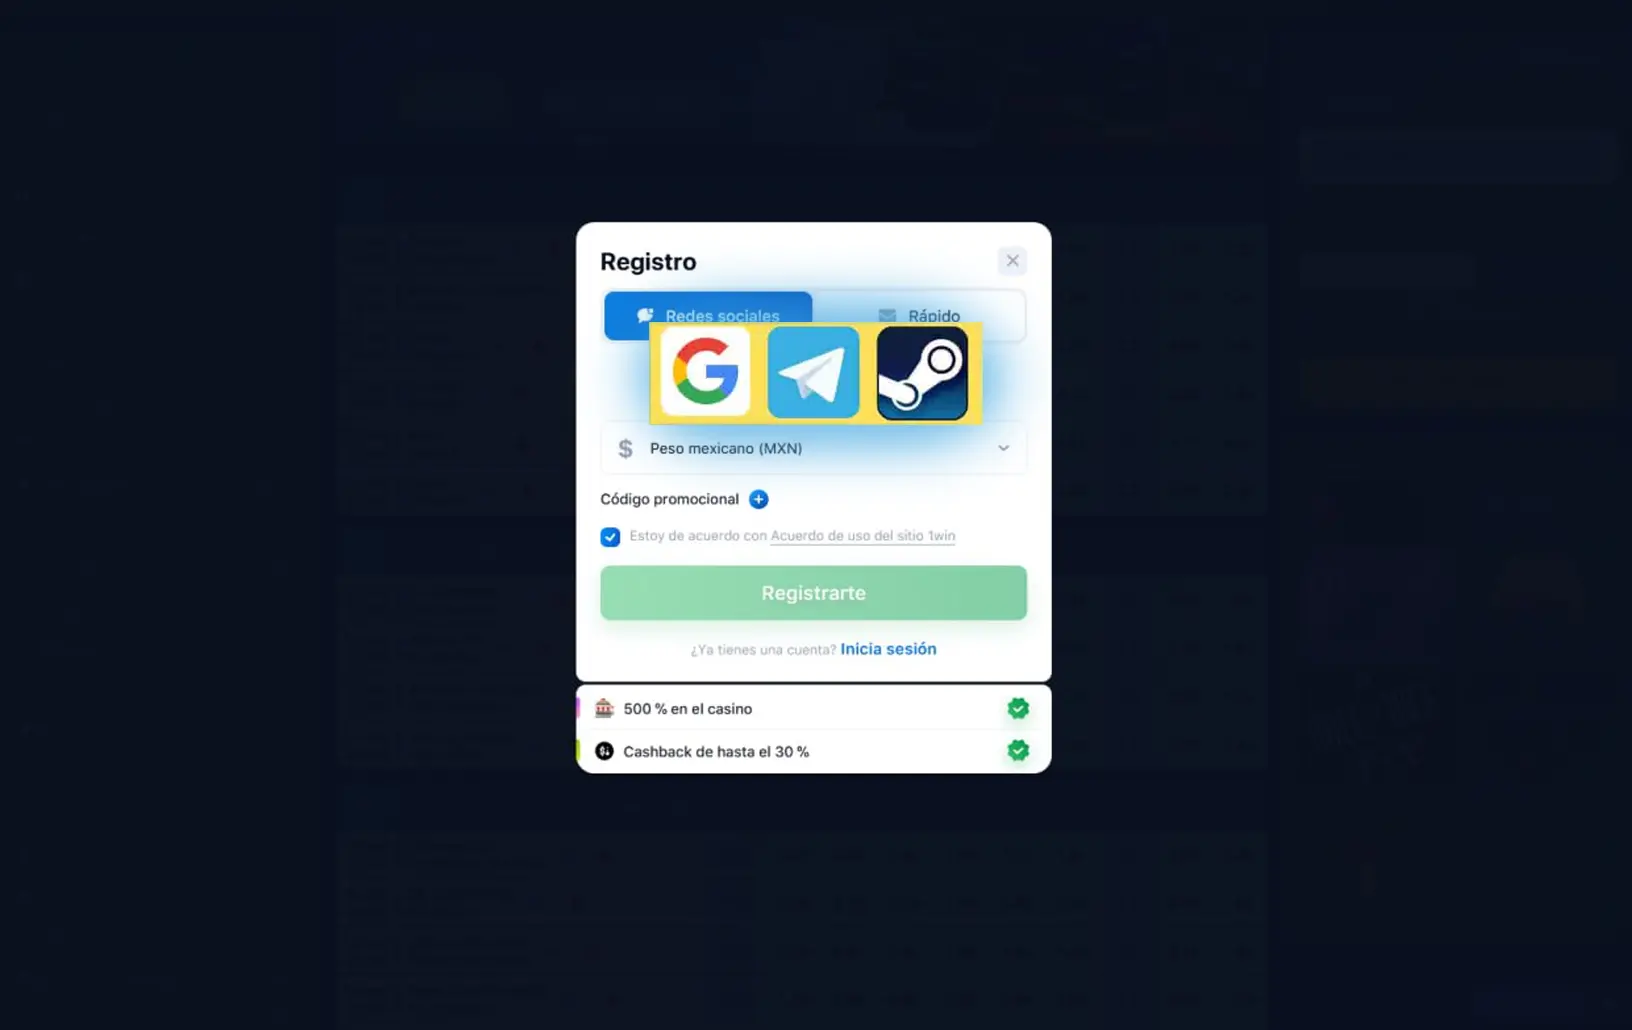 Registro
Redes sociales
Rápido
$ Peso mexicano (MXN)
Código promocional
Estoy de acuerdo con Acuerdo de uso del sitio 1win
Registrarte
¿Ya tienes una cuenta? Inicia sesión
500 % en el casino
Cashback de hasta el 30 %